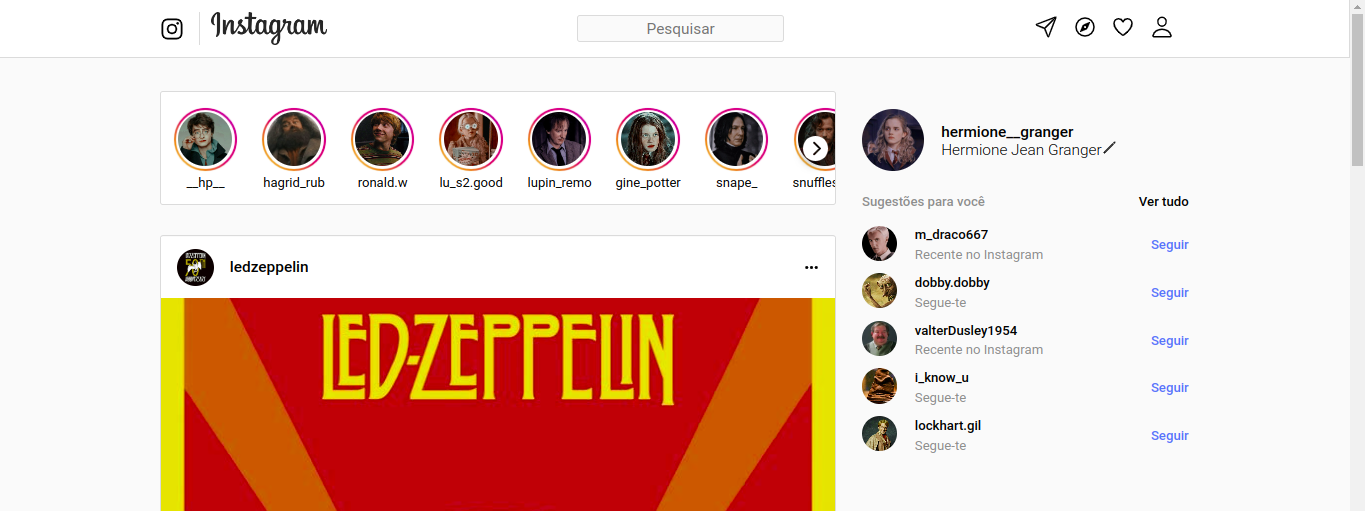 Instagram
Pesquisar
__hp__
hagrid_rub
ronald.w
lu_s2.good
lupin_remo
gine_potter
snape_
snuffles
hermione__granger
Hermione Jean Granger
Sugestões para você
Ver tudo
m_draco667
Recente no Instagram
Seguir
dobby.dobby
Segue-te
Seguir
valterDusley1954
Recente no Instagram
Seguir
i_know_u
Segue-te
Seguir
lockhart.gil
Segue-te
Seguir
ledzeppelin
LED-ZEPPELIN